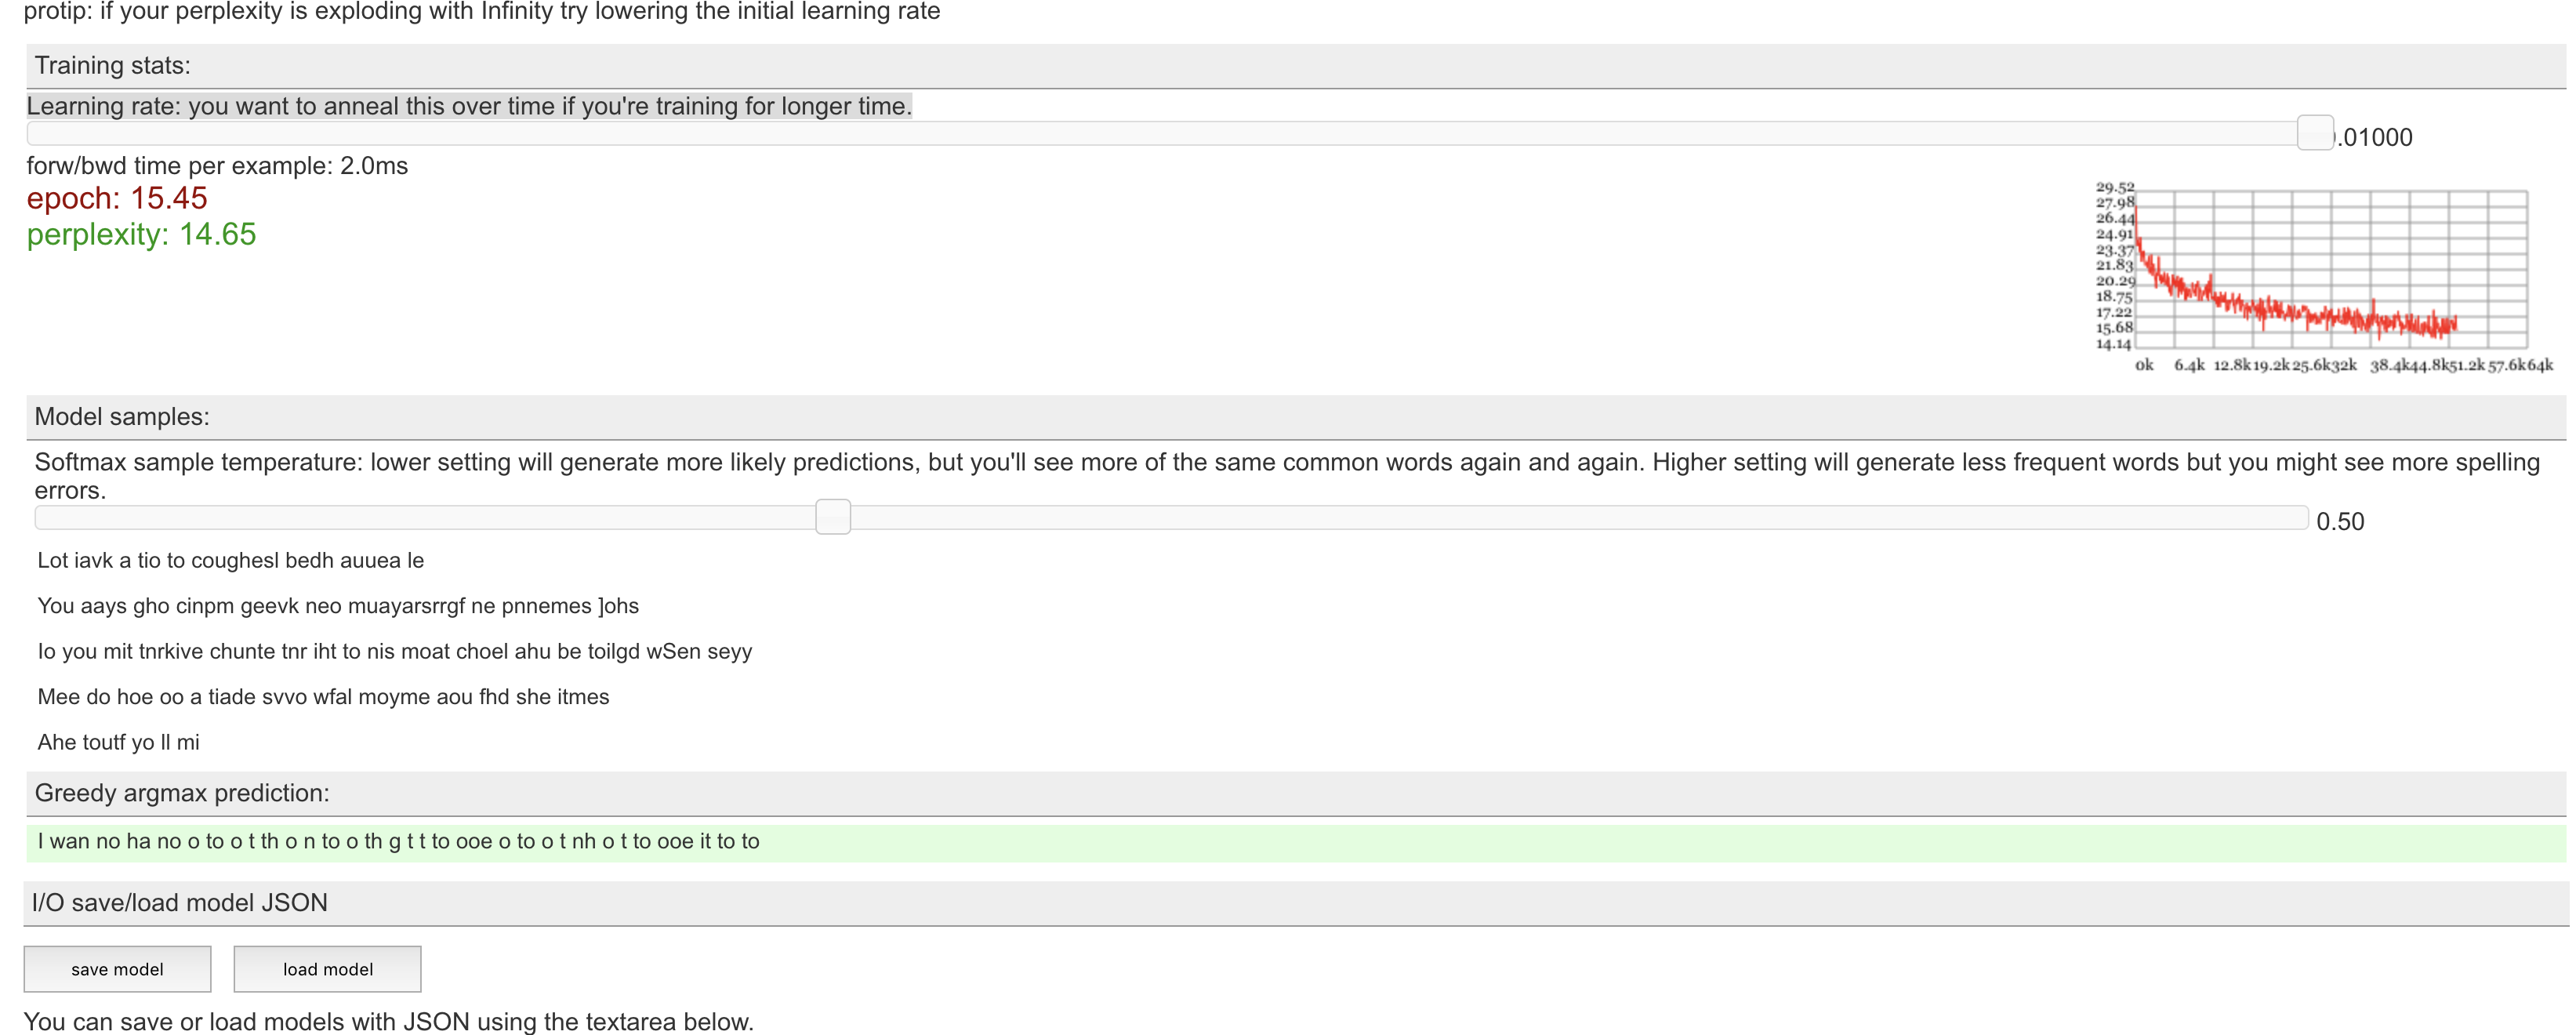 protip: if your perplexity is exploding with Infinity try lowering the initial learning rate
Training stats:
Learning rate: you want to anneal this over time if you're training for longer time.
.01000
forw/bwd time per example: 2.0ms
epoch: 15.45
perplexity: 14.65
29.52
27.98
26.44
24.91
23.37
21.83
20.29
18.75
17.22
15.68
14.14
0k 6.4k 12.8k 19.2k 25.6k 32k 38.4k 44.8k 51.2k 57.6k 64k
Model samples:
Softmax sample temperature: lower setting will generate more likely predictions, but you'll see more of the same common words again and again. Higher setting will generate less frequent words but you might see more spelling
errors.
0.50
Lot iavk a tio to coughesl bedh auuea le
You aays gho cinpm geevk neo muayarsrrgf ne pnnemes ]ohs
Io you mit tnrkive chunte tnr iht to nis moat choel ahu be toilgd wSen seyy
Mee do hoe oo a tiade svvo wfal moyme aou fhd she itmes
Ahe toutf yo ll mi
Greedy argmax prediction:
I wan no ha no o to o t th o n to o th g t t to ooe o to o t nh o t to ooe it to to
I/O save/load model JSON
save model load model
You can save or load models with JSON using the textarea below.